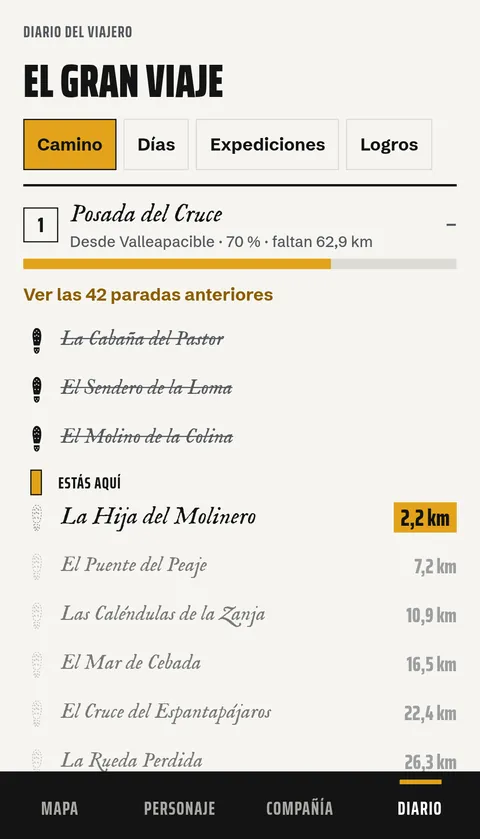 DIARIO DEL VIAJERO
EL GRAN VIAJE
Camino Días Expediciones Logros
1 Posada del Cruce –
Desde Valleapacible · 70 % · faltan 62,9 km
Ver las 42 paradas anteriores
La Cabaña del Pastor
El Sendero de la Loma
El Molino de la Colina
ESTÁS AQUÍ
La Hija del Molinero 2,2 km
El Puente del Peaje 7,2 km
Las Caléndulas de la Zanja 10,9 km
El Mar de Cebada 16,5 km
El Cruce del Espantapájaros 22,4 km
La Rueda Perdida 26,3 km
MAPA PERSONAJE COMPAÑÍA DIARIO